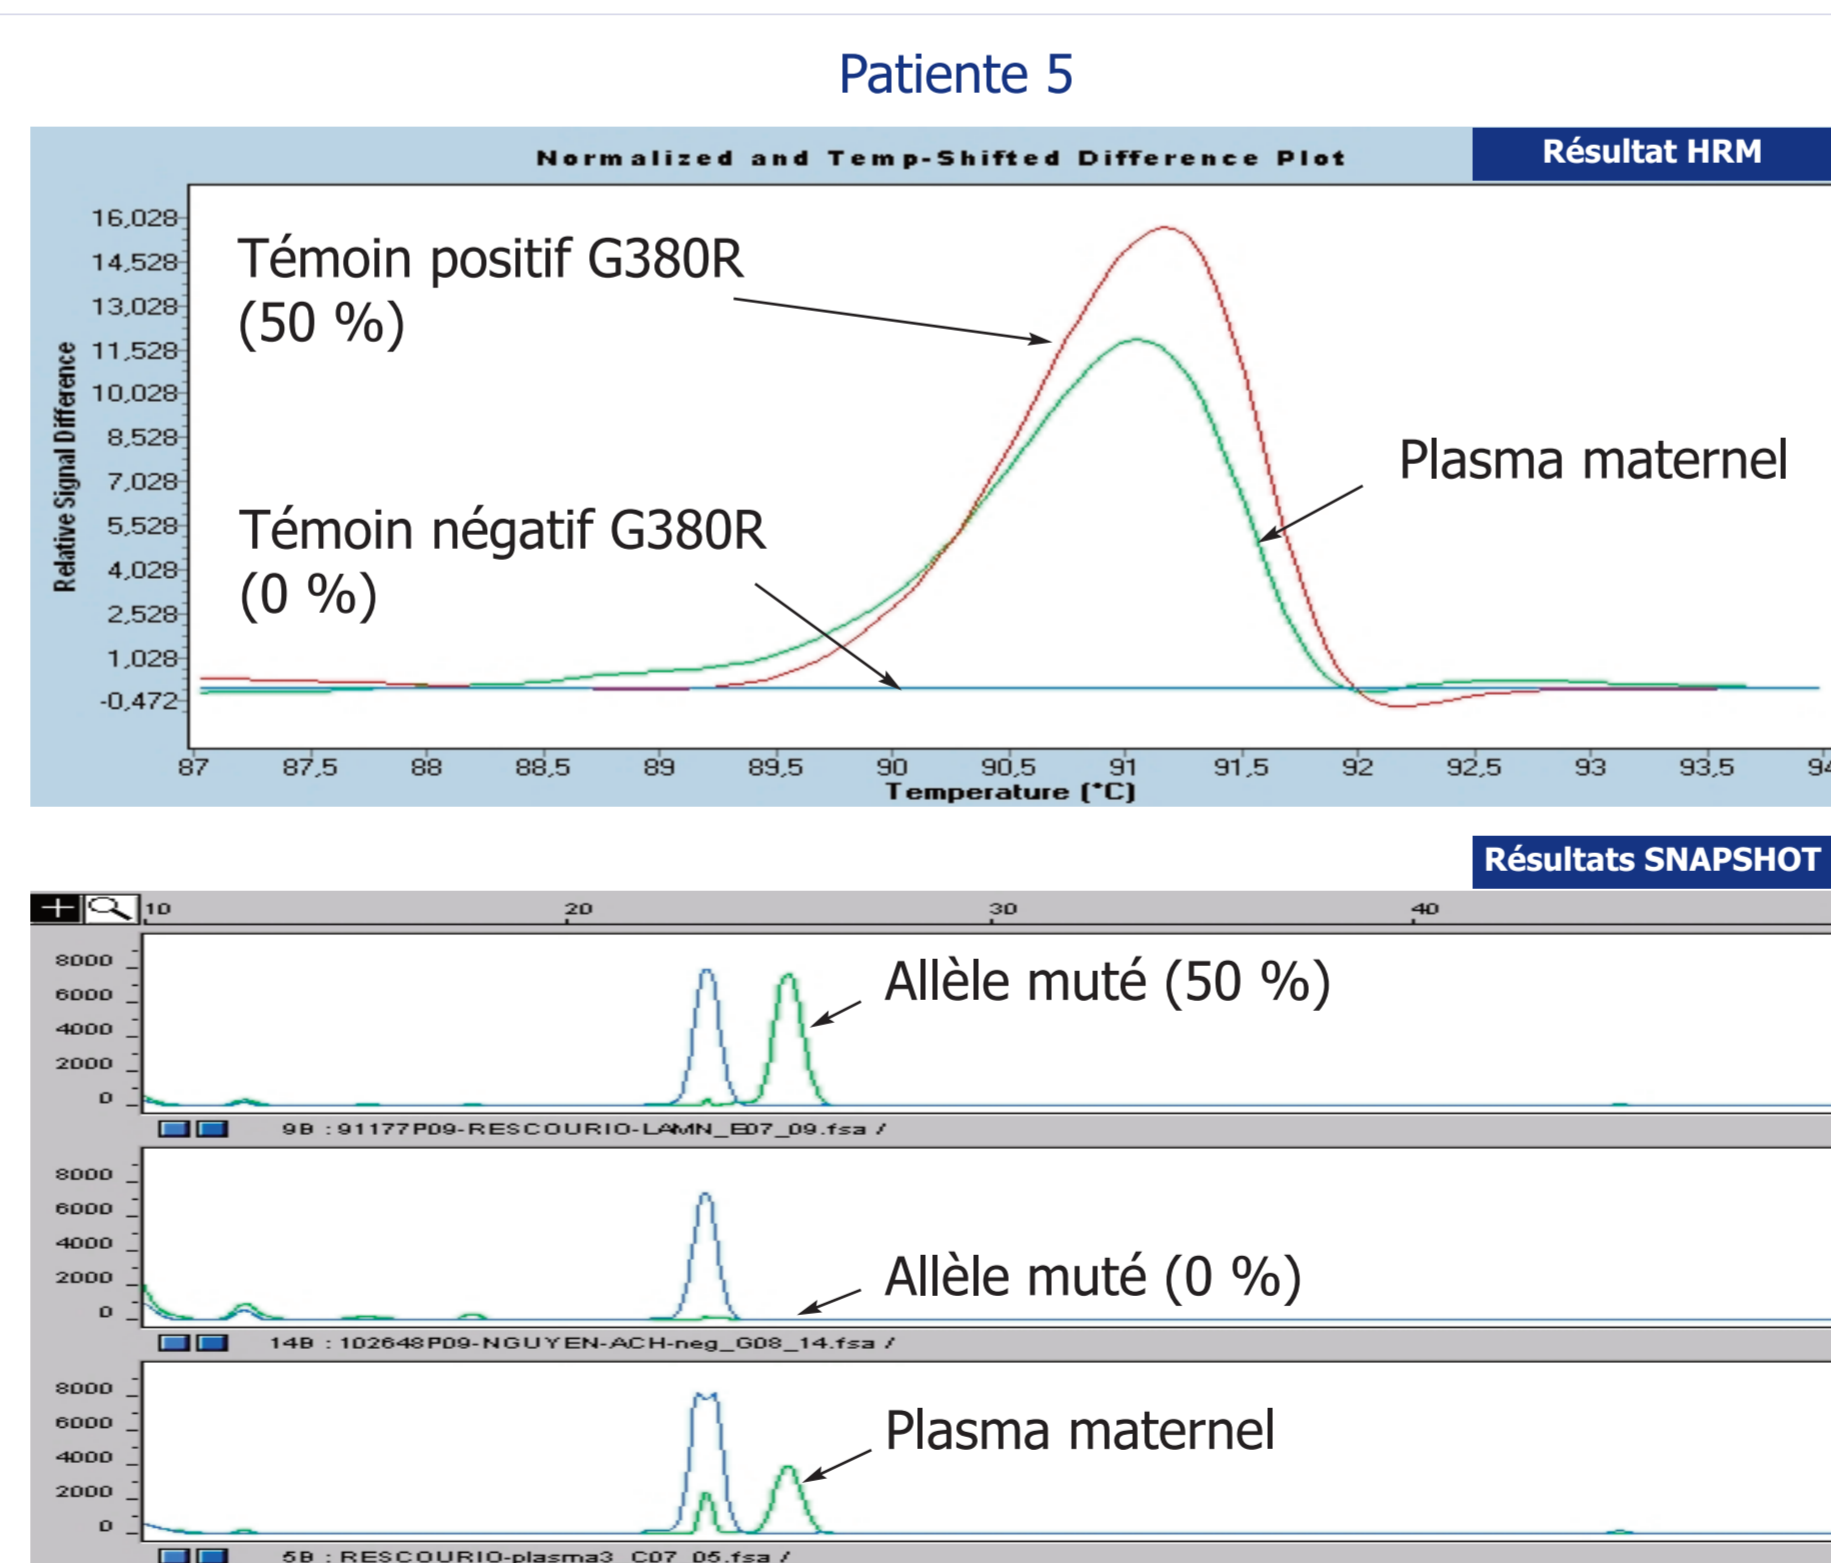 Patiente 5
Normalized and Temp-Shifted Difference Plot
Résultat HRM
Relative Signal Difference
16,028
14,528
13,028
11,528
10,028
8,528
7,028
5,528
4,028
2,528
1,028
-0,472
Témoin positif G380R
(50 %)
Plasma maternel
Témoin négatif G380R
(0 %)
87 87,5 88 88,5 89 89,5 90 90,5 91 91,5 92 92,5 93 93,5 94
Temperature (°C)
Résultats SNAPSHOT
10 20 30 40
8000
6000
4000
2000
0
Allèle muté (50 %)
9B : 91177P09-RESCOURIO-LAMN_E07_09.fsa /
8000
6000
4000
2000
0
Allèle muté (0 %)
14B : 102648P09-NGUYEN-ACH-neg_G08_14.fsa /
8000
6000
4000
2000
0
Plasma maternel
5B : RESCOURIO-plasma3_C07_05.fsa /